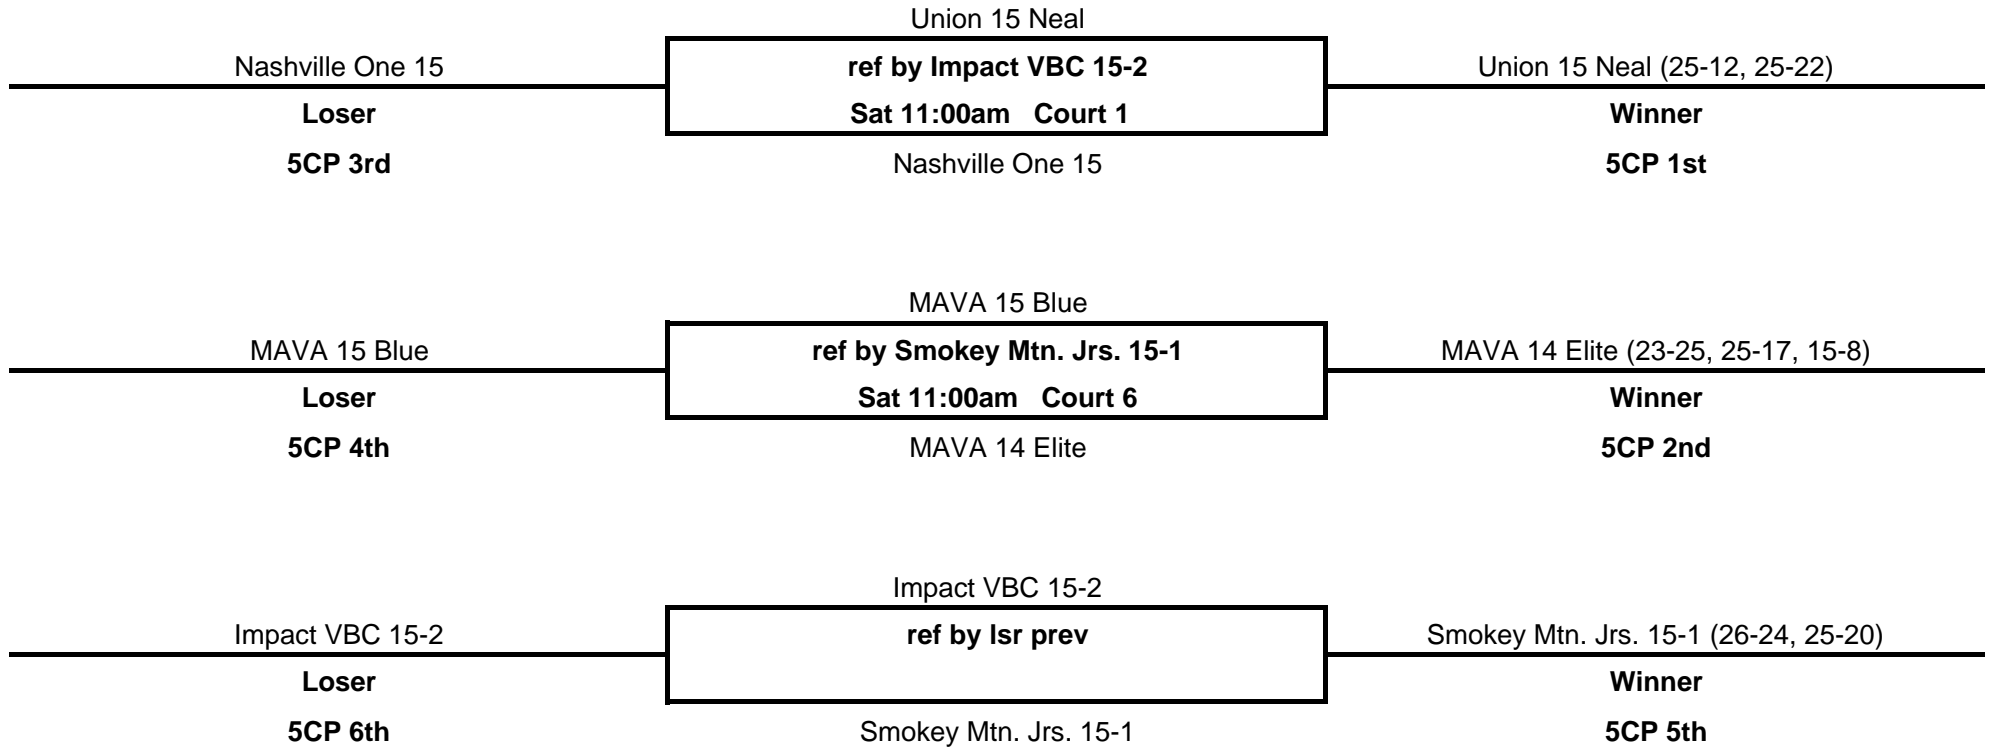 Union 15 Neal
Nashville One 15
ref by Impact VBC 15-2
Union 15 Neal (25-12, 25-22)
Loser
Sat 11:00am Court 1
Winner
5CP 3rd
Nashville One 15
5CP 1st
MAVA 15 Blue
MAVA 15 Blue
ref by Smokey Mtn. Jrs. 15-1
MAVA 14 Elite (23-25, 25-17, 15-8)
Loser
Sat 11:00am Court 6
Winner
5CP 4th
MAVA 14 Elite
5CP 2nd
Impact VBC 15-2
Impact VBC 15-2
ref by lsr prev
Smokey Mtn. Jrs. 15-1 (26-24, 25-20)
Loser
Winner
5CP 6th
Smokey Mtn. Jrs. 15-1
5CP 5th